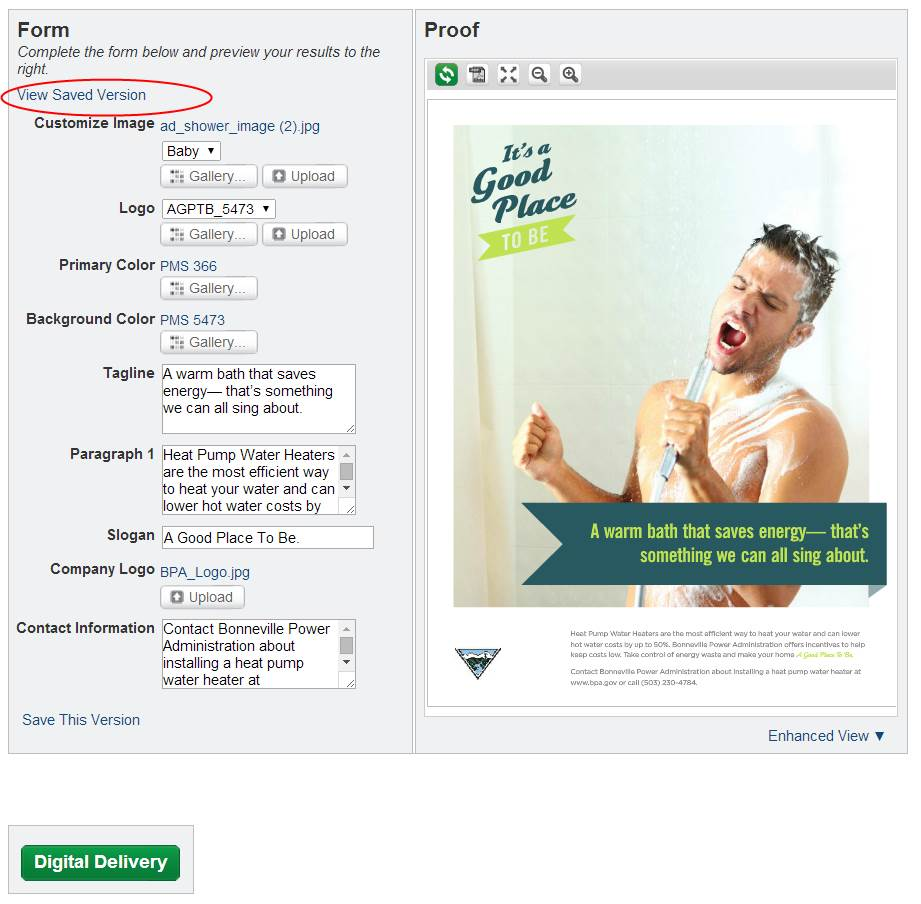 Form
Complete the form below and preview your results to the
right.
View Saved Version
Customize Image ad_shower_image (2).jpg
Baby ▼
Gallery... Upload
Logo AGPTB_5473 ▼
Gallery... Upload
Primary Color PMS 366
Gallery...
Background Color PMS 5473
Gallery...
Tagline A warm bath that saves
energy— that’s something
we can all sing about.
Paragraph 1 Heat Pump Water Heaters
are the most efficient way
to heat your water and can
lower hot water costs by
Slogan A Good Place To Be.
Company Logo BPA_Logo.jpg
Upload
Contact Information Contact Bonneville Power
Administration about
installing a heat pump
water heater at
Save This Version
Proof
It’s a
Good
Place
TO BE
A warm bath that saves energy— that’s
something we can all sing about.
Heat Pump Water Heaters are the most efficient way to heat your water and can lower
hot water costs by up to 50%. Bonneville Power Administration offers incentives to help
keep costs low. Take control of energy waste and make your home A Good Place To Be.
Contact Bonneville Power Administration about installing a heat pump water heater at
www.bpa.gov or call (503) 230-4784.
Enhanced View ▼
Digital Delivery